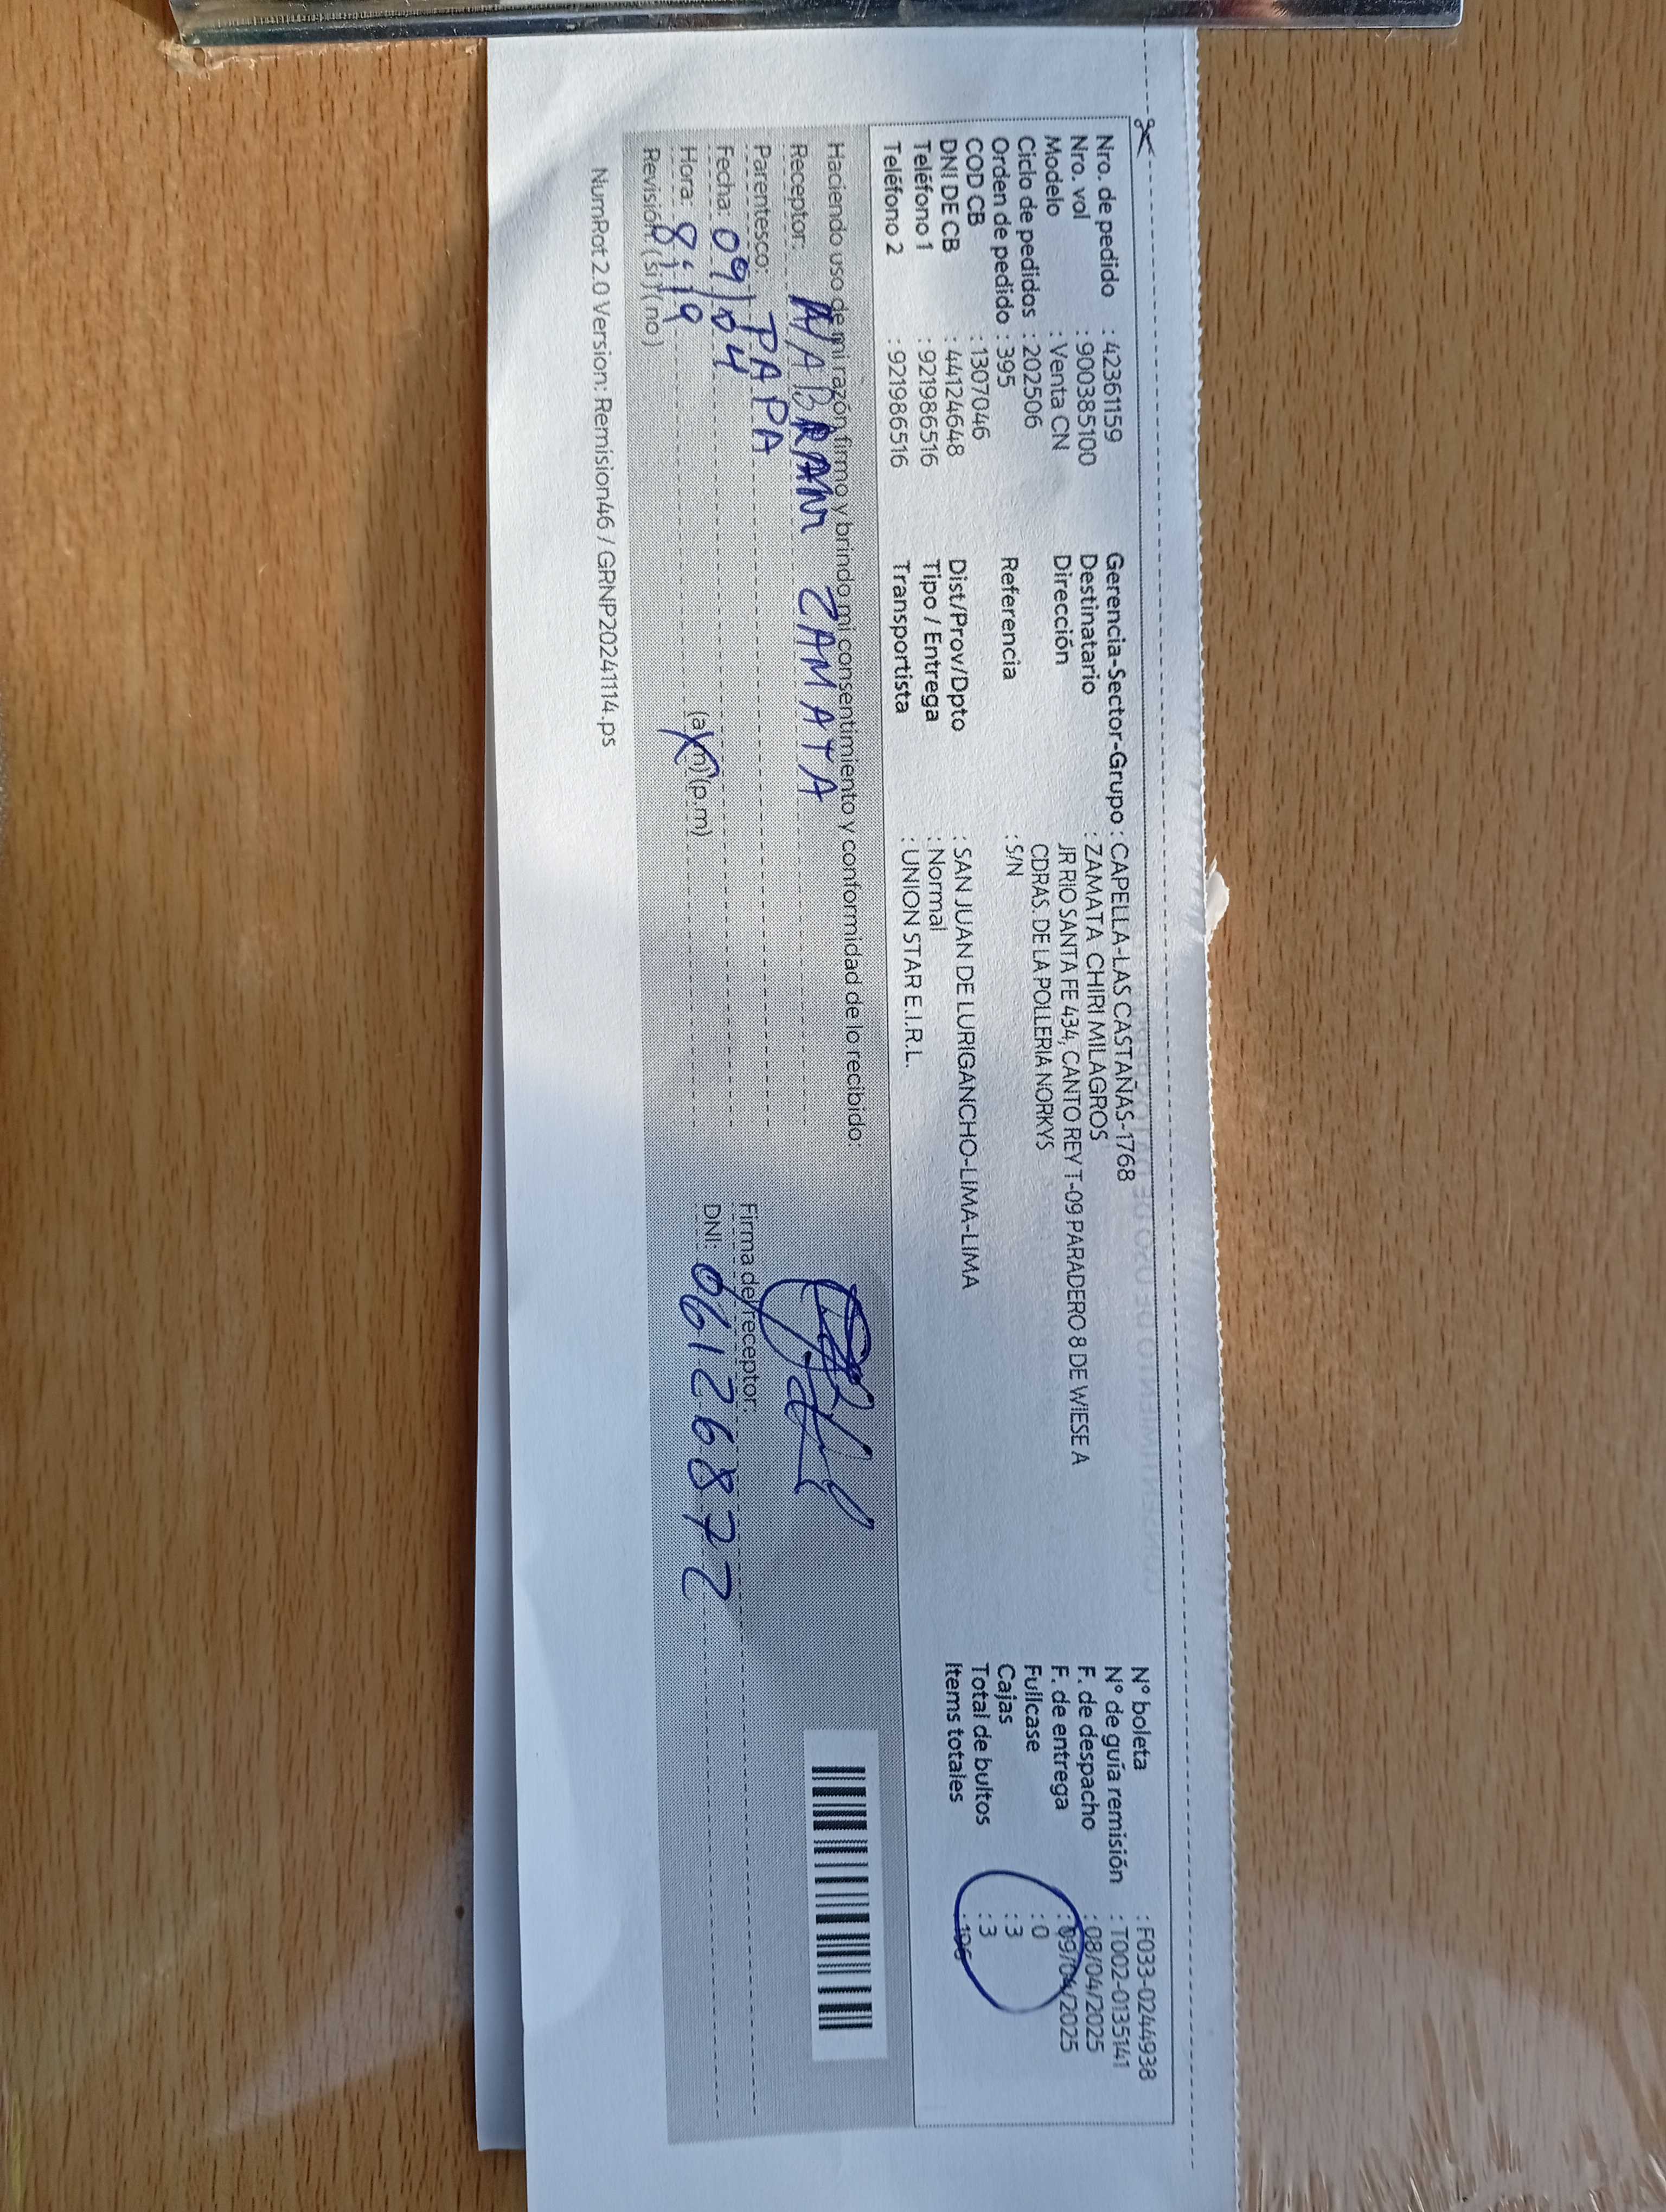 Nro. de pedido : 42361159
Nro. vol : 900385100
Modelo : Venta CN
Ciclo de pedidos : 202506
Orden de pedido : 395
COD CB : 1307046
DNI DE CB : 44124648
Teléfono 1 : 921986516
Teléfono 2 : 921986516
Gerencia-Sector-Grupo : CAPELLA-LAS CASTAÑAS-1768
Destinatario : ZAMATA CHIRI MILAGROS
Dirección JR RIO SANTA FE 434, CANTO REY T-09 PARADERO 8 DE WIESE A
CDRAS. DE LA POLLERIA NORKYS
Referencia : S/N
Dist/Prov/Dpto : SAN JUAN DE LURIGANCHO-LIMA-LIMA
Tipo / Entrega : Normal
Transportista : UNION STAR E.I.R.L.
N° boleta : F033-0244938
N° de guía remisión : T002-0135141
F. de despacho : 08/04/2025
F. de entrega : 09/04/2025
Fullcase : 0
Cajas : 3
Total de bultos : 3
Items totales
Haciendo uso de mi razón, firmo y brindo mi consentimiento y conformidad de lo recibido:
Receptor: ZAMATA
Parentesco: PAPA
Fecha: 09/04
Hora: 8:19 (a.m) (p.m)
Revisión (si) (no)
Firma del receptor:
DNI: 06126872
NumRot 2.0 Version: Remision46 / GRNP20241114.ps